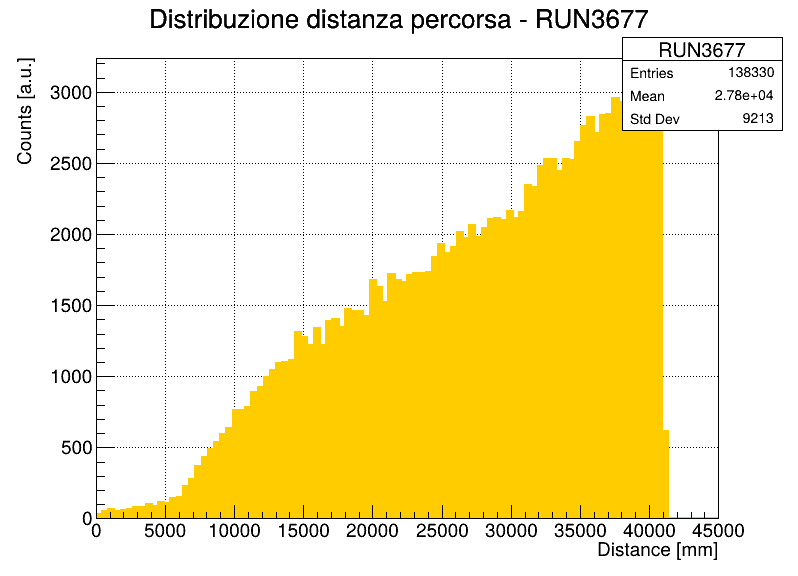 Distribuzione distanza percorsa - RUN3677
RUN3677
Entries 138330
Mean 2.78e+04
Std Dev 9213
Counts [a.u.]
3000
2500
2000
1500
1000
500
0
0 5000 10000 15000 20000 25000 30000 35000 40000 45000
Distance [mm]